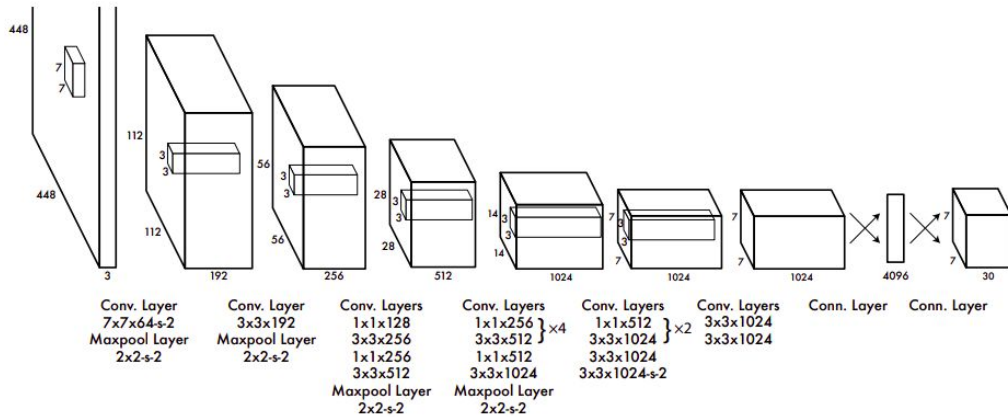 448
448
7
7
3
112
112
3
3
192
56
56
3
3
256
28
28
3
3
512
14
14
3
3
1024
7
7
3
3
1024
7
7
1024
4096
7
7
30
Conv. Layer
7x7x64-s-2
Maxpool Layer
2x2-s-2
Conv. Layer
3x3x192
Maxpool Layer
2x2-s-2
Conv. Layers
1x1x128
3x3x256
1x1x256
3x3x512
Maxpool Layer
2x2-s-2
Conv. Layers
1x1x256
3x3x512
}×4
1x1x512
3x3x1024
Maxpool Layer
2x2-s-2
Conv. Layers
1x1x512
3x3x1024
}×2
3x3x1024
3x3x1024-s-2
Conv. Layers
3x3x1024
3x3x1024
Conn. Layer
Conn. Layer